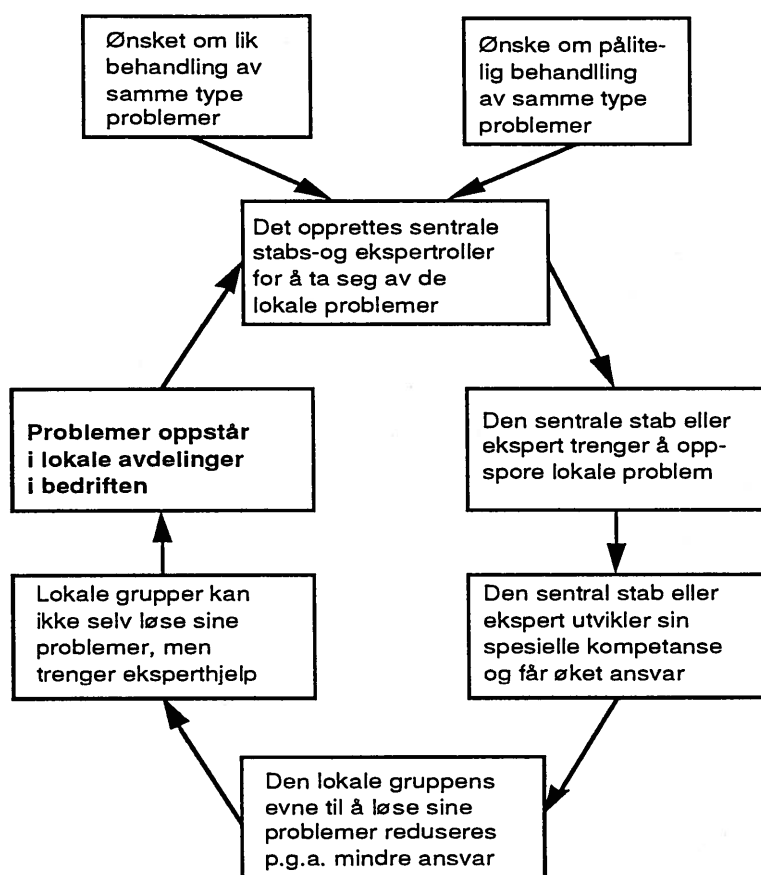 Ønsket om lik
behandling av
samme type
problemer
Ønske om pålite-
lig behandlling
av samme type
problemer
Det opprettes sentrale
stabs-og ekspertroller
for å ta seg av de
lokale problemer
Problemer oppstår
i lokale avdelinger
i bedriften
Den sentrale stab eller
ekspert trenger å opp-
spore lokale problem
Lokale grupper kan
ikke selv løse sine
problemer, men
trenger eksperthjelp
Den sentral stab eller
ekspert utvikler sin
spesielle kompetanse
og får øket ansvar
Den lokale gruppens
evne til å løse sine
problemer reduseres
p.g.a. mindre ansvar